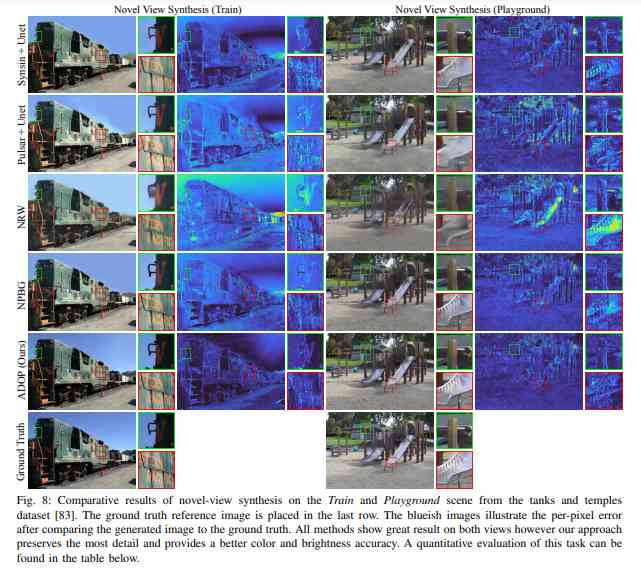 Novel View Synthesis (Train)
Novel View Synthesis (Playground)
Synsin + Unet
Pulsar + Unet
NRW
NPBG
ADOP (Ours)
Ground Truth
Fig. 8: Comparative results of novel-view synthesis on the Train and Playground scene from the tanks and temples
dataset [83]. The ground truth reference image is placed in the last row. The blueish images illustrate the per-pixel error
after comparing the generated image to the ground truth. All methods show great result on both views however our approach
preserves the most detail and provides a better color and brightness accuracy. A quantitative evaluation of this task can be
found in the table below.